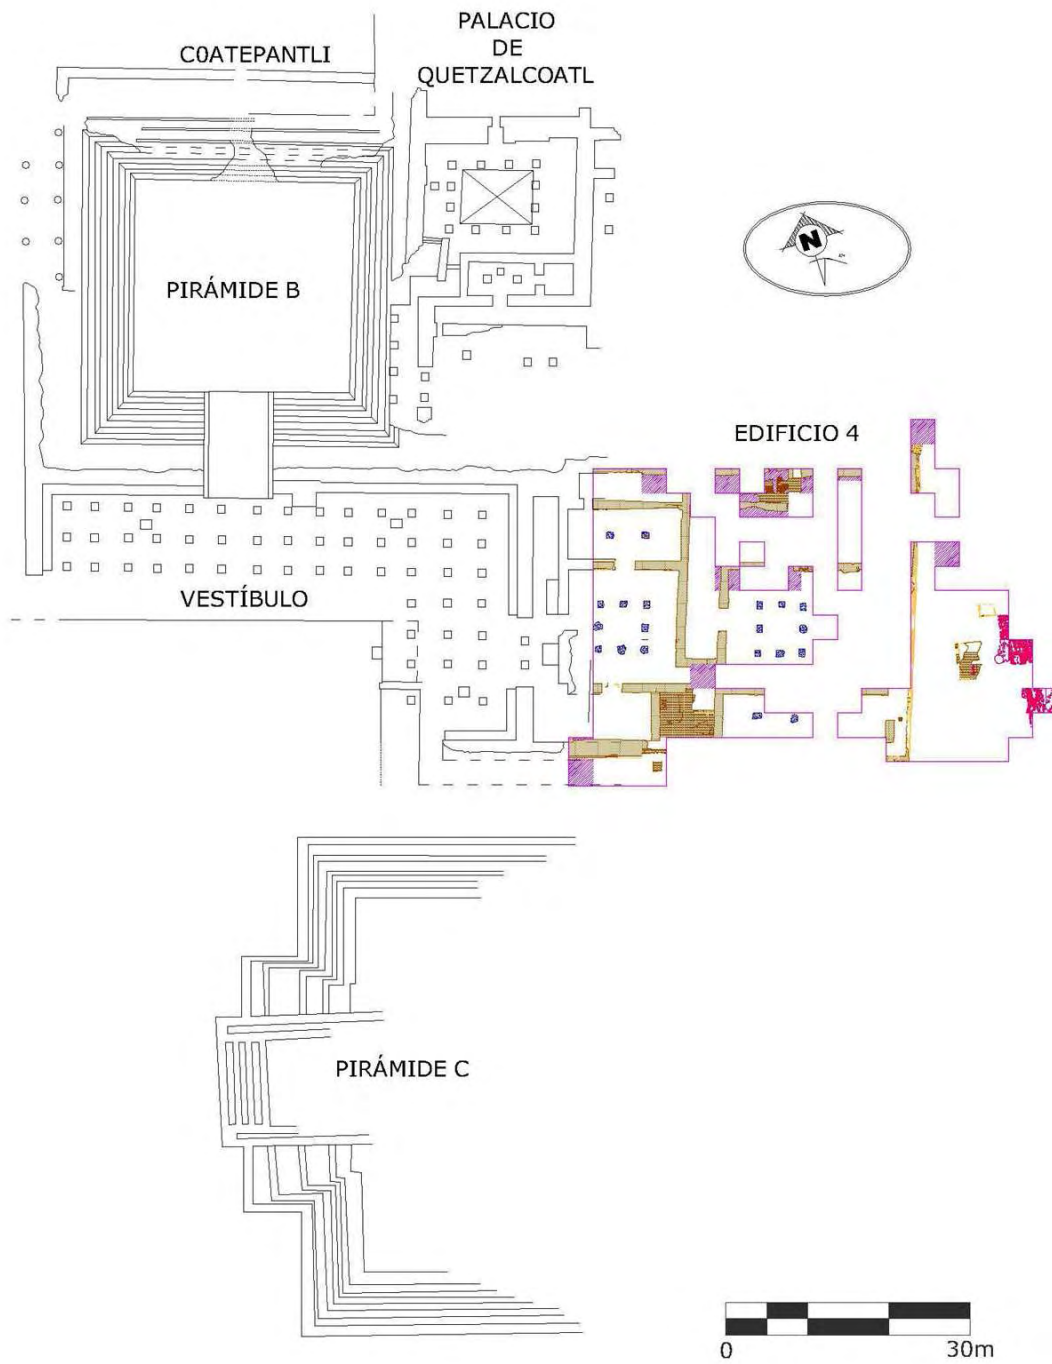 PALACIO
DE
QUETZALCOATL
C0ATEPANTLI
N
PIRÁMIDE B
EDIFICIO 4
VESTÍBULO
PIRÁMIDE C
0 30m